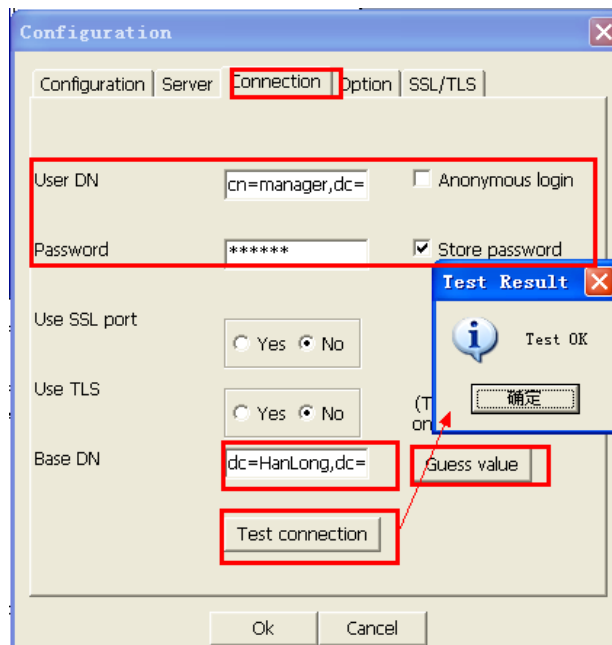 Configuration
Configuration Server Connection Option SSL/TLS
User DN cn=manager,dc= Anonymous login
Password ****** Store password
Test Result
Test OK
确定
Use SSL port
Yes No
Use TLS
Yes No
(T
on
Base DN dc=HanLong,dc= Guess value
Test connection
Ok Cancel